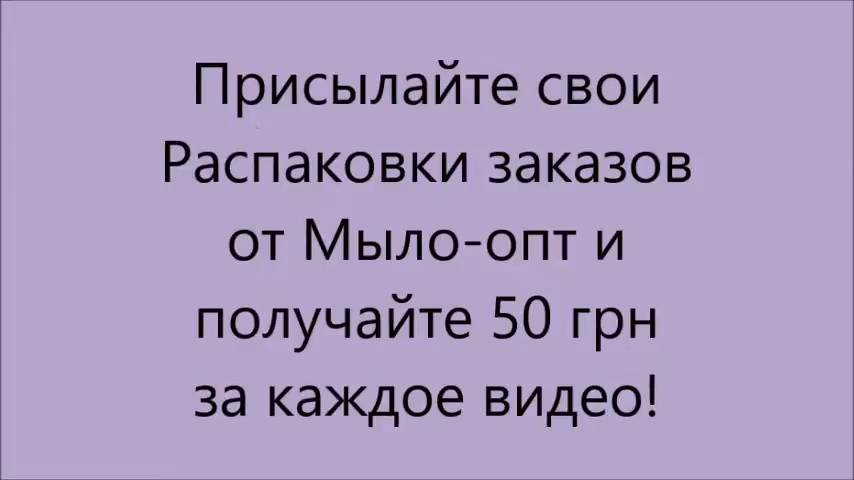 Присылайте свои
Распаковки заказов
от Мыло-опт и
получайте 50 грн
за каждое видео!